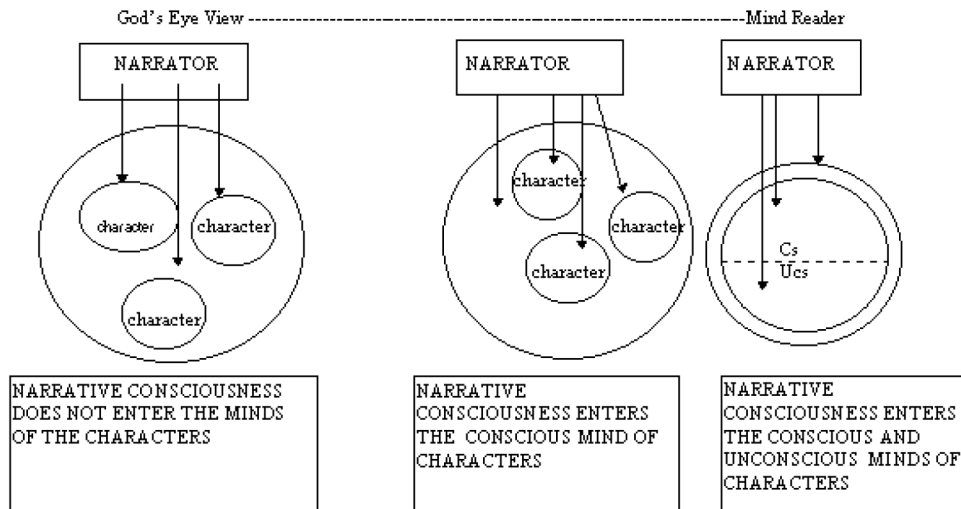 God's Eye View ------------------------------------------------------------Mind Reader
NARRATOR
NARRATOR
NARRATOR
character
character
character
character
character
character
Cs
Ucs
NARRATIVE CONSCIOUSNESS
DOES NOT ENTER THE MINDS
OF THE CHARACTERS
NARRATIVE
CONSCIOUSNESS ENTERS
THE CONSCIOUS MIND OF
CHARACTERS
NARRATIVE
CONSCIOUSNESS ENTERS
THE CONSCIOUS AND
UNCONSCIOUS MINDS OF
CHARACTERS